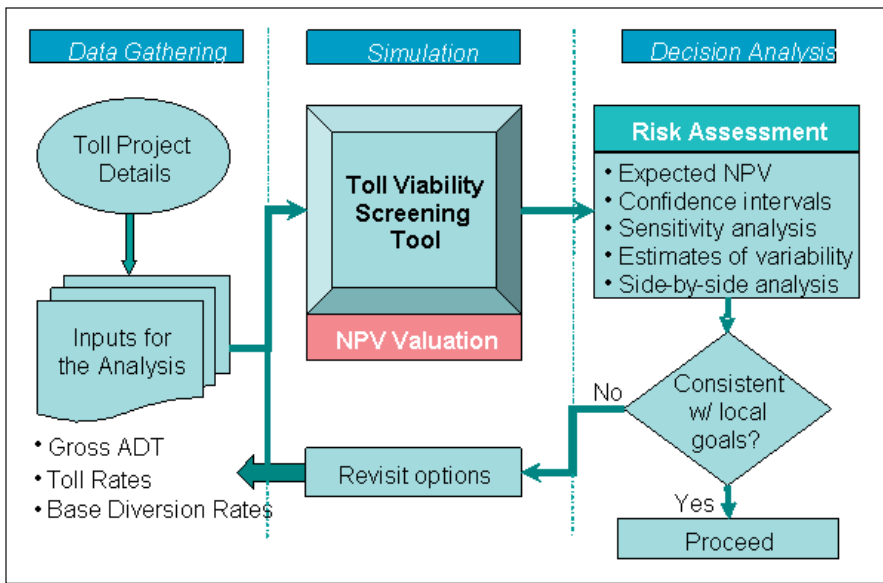 Data Gathering
Simulation
Decision Analysis
Toll Project
Details
Inputs for
the Analysis
• Gross ADT
• Toll Rates
• Base Diversion Rates
Toll Viability
Screening
Tool
NPV Valuation
Revisit options
Risk Assessment
• Expected NPV
• Confidence intervals
• Sensitivity analysis
• Estimates of variability
• Side-by-side analysis
Consistent
w/ local
goals?
No
Yes
Proceed